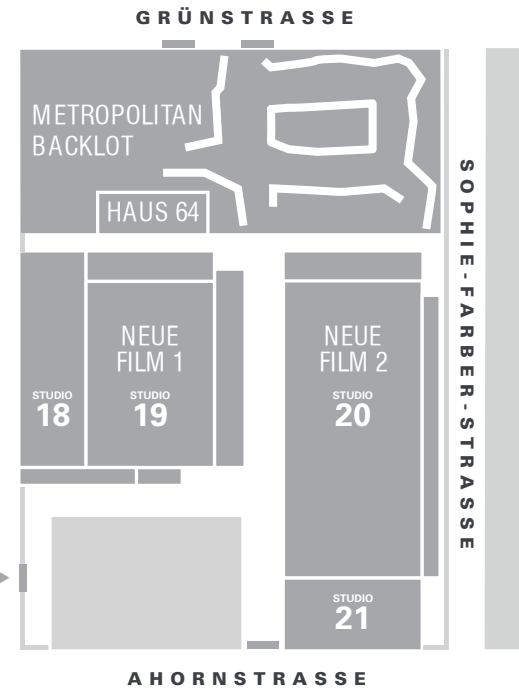 GRÜNSTRASSE
METROPOLITAN
BACKLOT
HAUS 64
SOPHIE-FARBER-STRASSE
NEUE
FILM 1
NEUE
FILM 2
STUDIO
18
STUDIO
19
STUDIO
20
STUDIO
21
AHORNSTRASSE